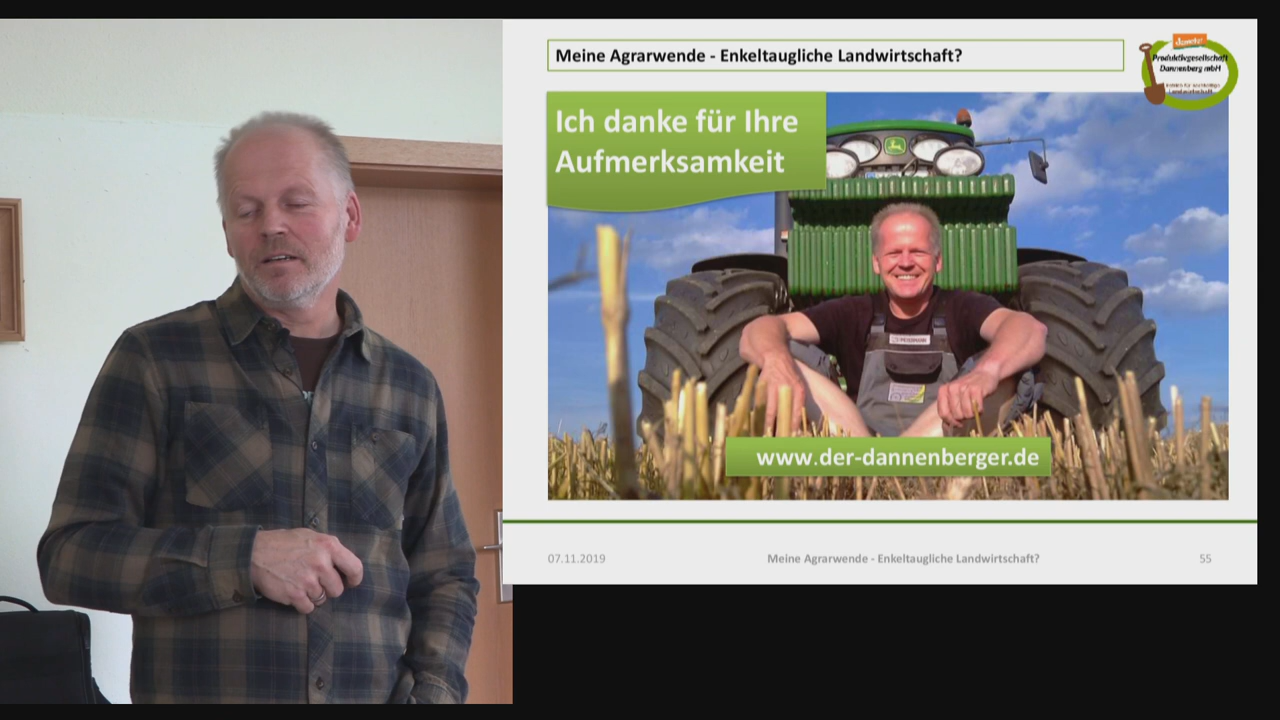 Meine Agrarwende - Enkeltaugliche Landwirtschaft?
demeter
Produktivgesellschaft
Dannenberg mbH
Landwirtschaft
Ich danke für Ihre
Aufmerksamkeit
www.der-dannenberger.de
07.11.2019
Meine Agrarwende - Enkeltaugliche Landwirtschaft?
55